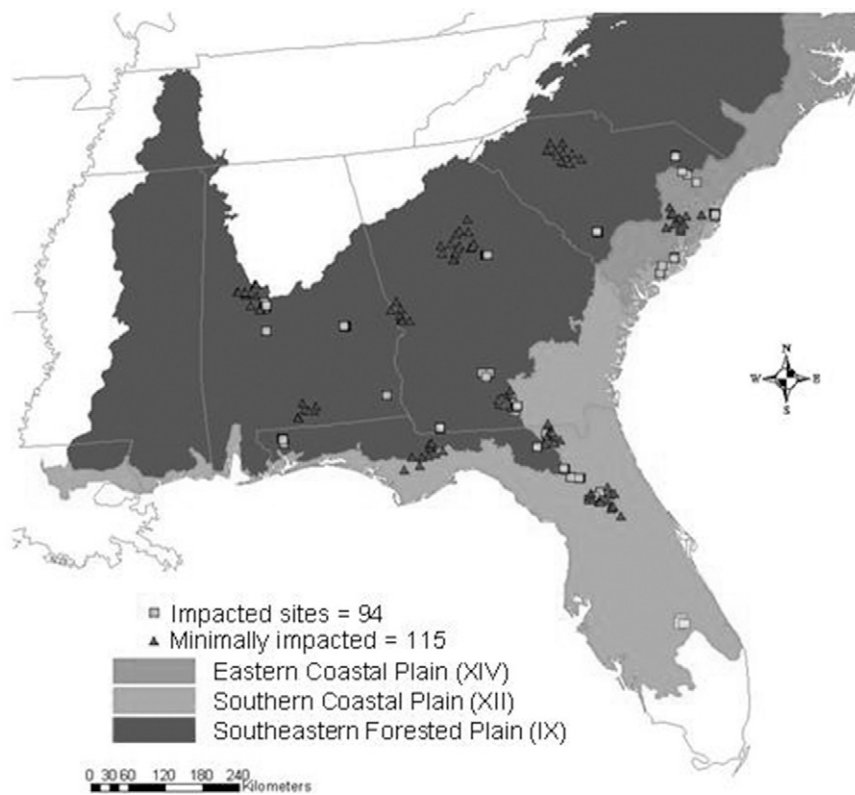 N
W E
S
Impacted sites = 94
Minimally impacted = 115
Eastern Coastal Plain (XIV)
Southern Coastal Plain (XII)
Southeastern Forested Plain (IX)
0 30 60 120 180 240
Kilometers